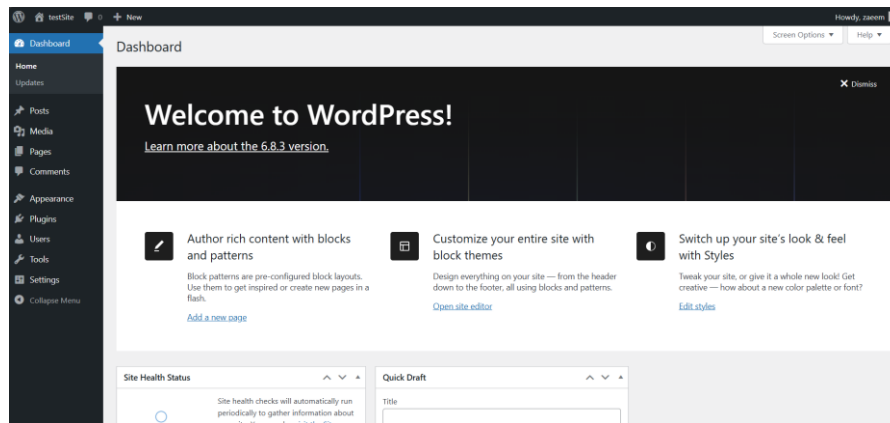 testSite 0 + New Howdy, zaeem
Dashboard
Home
Updates
Posts
Media
Pages
Comments
Appearance
Plugins
Users
Tools
Settings
Collapse Menu
Screen Options ▼ Help ▼
Dashboard
Dismiss
Welcome to WordPress!
Learn more about the 6.8.3 version.
Author rich content with blocks
and patterns
Block patterns are pre-configured block layouts.
Use them to get inspired or create new pages in a
flash.
Add a new page
Customize your entire site with
block themes
Design everything on your site — from the header
down to the footer, all using blocks and patterns.
Open site editor
Switch up your site's look & feel
with Styles
Tweak your site, or give it a whole new look! Get
creative — how about a new color palette or font?
Edit styles
Site Health Status
Site health checks will automatically run
periodically to gather information about
Quick Draft
Title